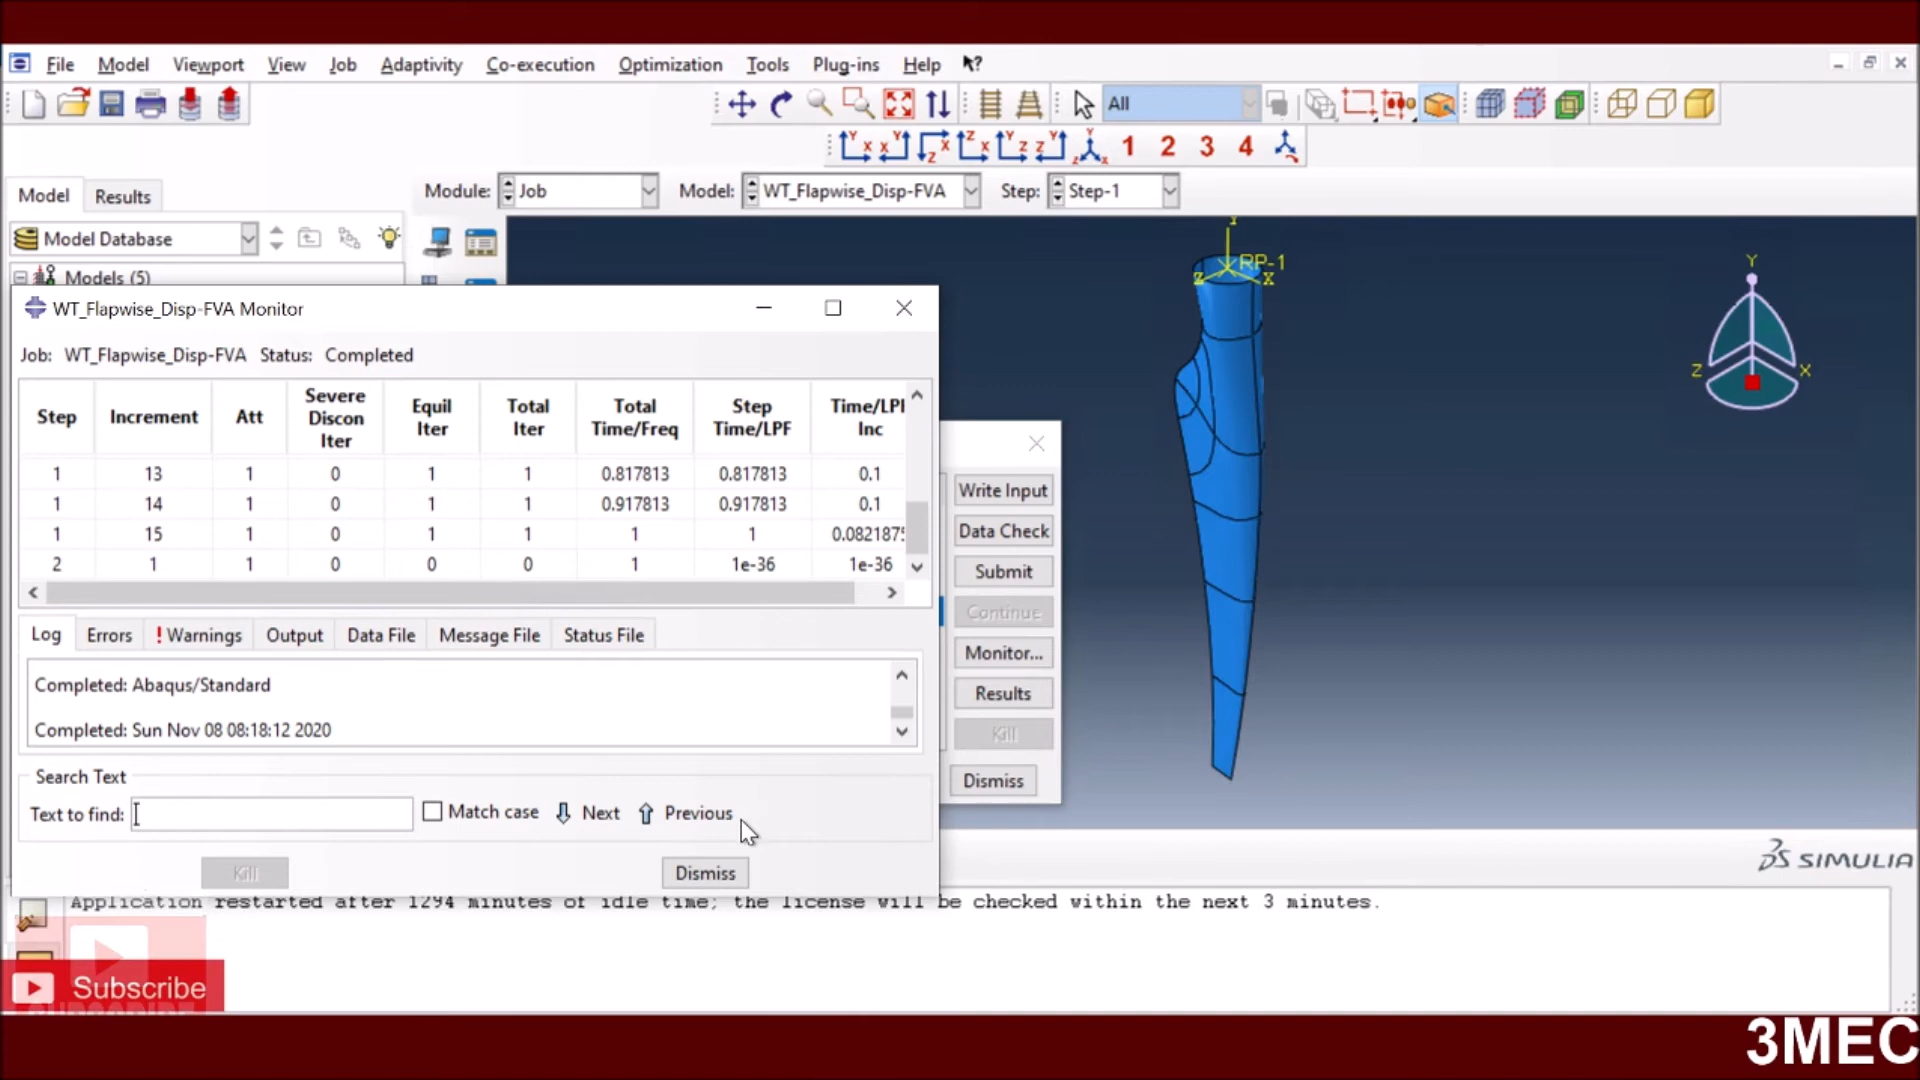 File Model Viewport View Job Adaptivity Co-execution Optimization Tools Plug-ins Help
All
1 2 3 4
Model Results
Module: Job Model: WT_Flapwise_Disp-FVA Step: Step-1
Model Database
Models (5)
RP-1
Z X
Y
Z X
WT_Flapwise_Disp-FVA Monitor
Job: WT_Flapwise_Disp-FVA Status: Completed
Step Increment Att Severe Discon Iter Equil Iter Total Iter Total Time/Freq Step Time/LPF Time/LPF Inc
1 13 1 0 1 1 0.817813 0.817813 0.1
1 14 1 0 1 1 0.917813 0.917813 0.1
1 15 1 0 1 1 1 1 0.0821875
2 1 1 0 0 0 1 1e-36 1e-36
Log Errors ! Warnings Output Data File Message File Status File
Completed: Abaqus/Standard
Completed: Sun Nov 08 08:18:12 2020
Search Text
Text to find: Match case Next Previous
Kill Dismiss
Write Input
Data Check
Submit
Continue
Monitor...
Results
Kill
Dismiss
SIMULIA
Application restarted after 1294 minutes of idle time; the license will be checked within the next 3 minutes.
Subscribe
3MEC